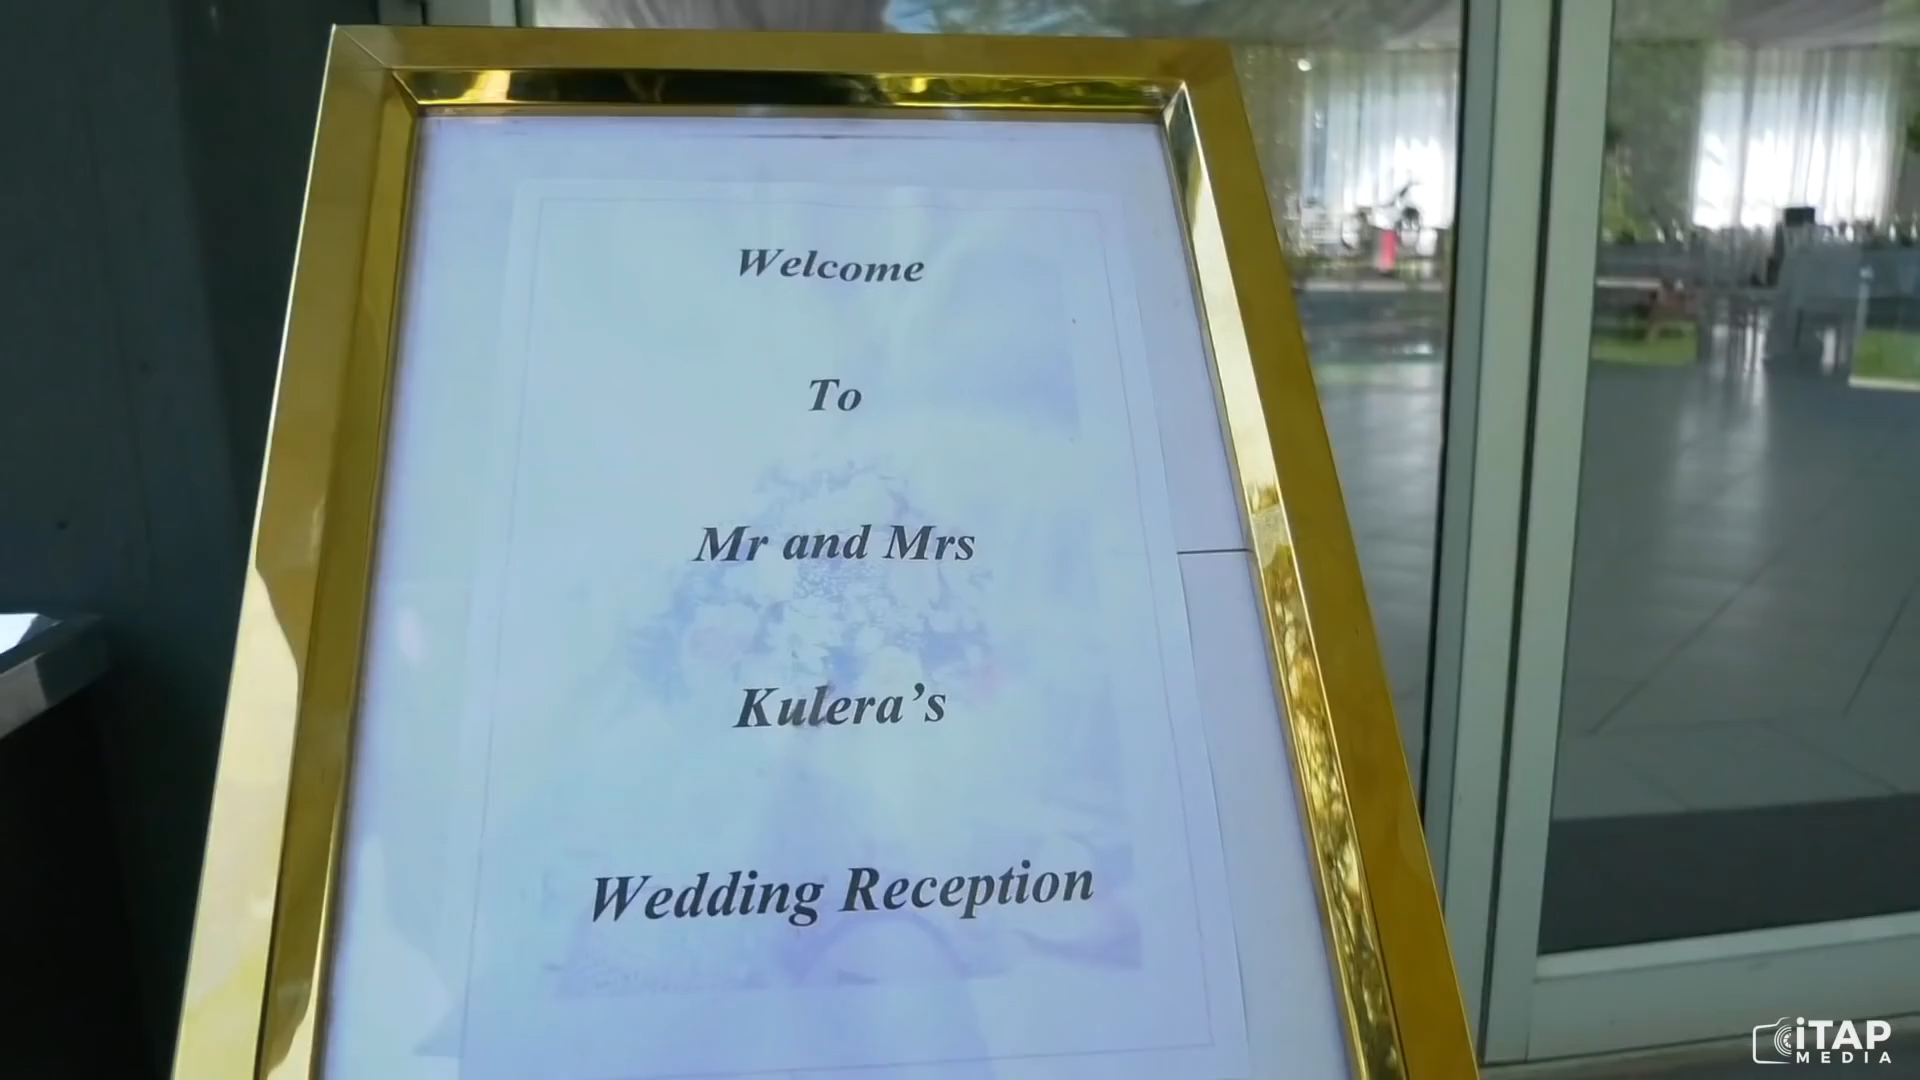 Welcome
To
Mr and Mrs
Kulera’s
Wedding Reception
iTAP
MEDIA